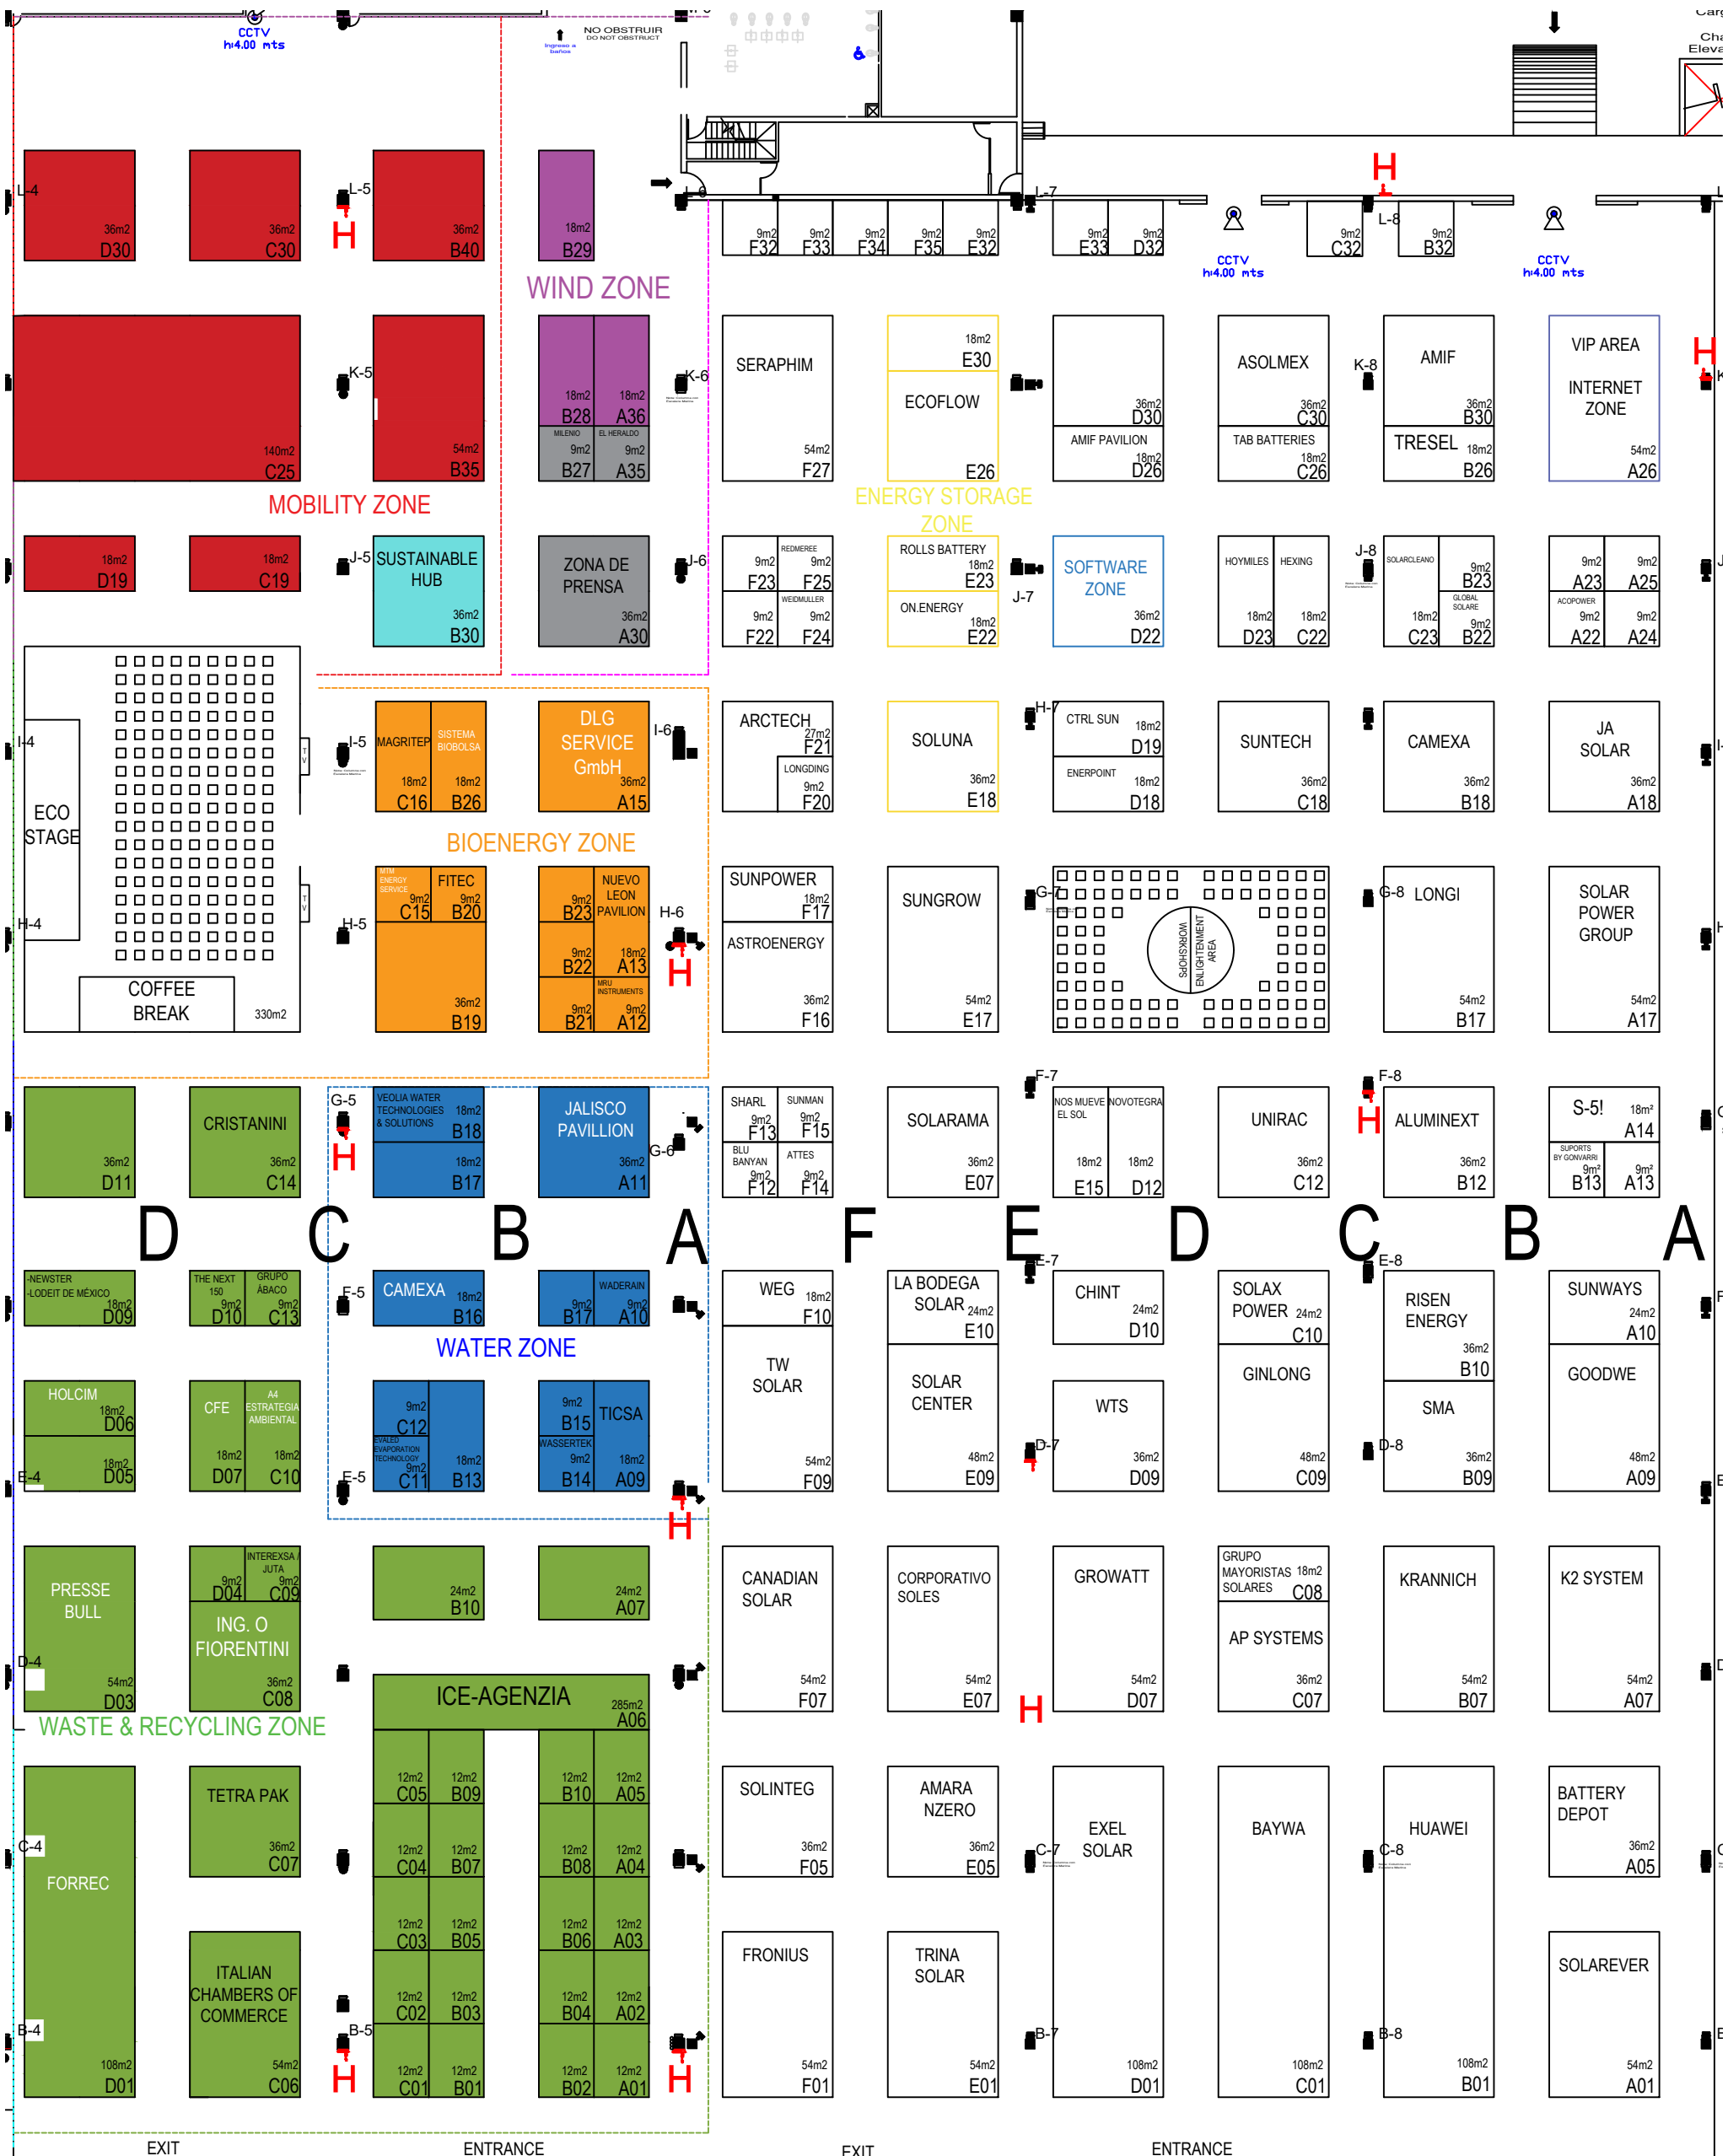 CCTV
h:4.00 mts
Ingreso a
baños
NO OBSTRUIR
DO NOT OBSTRUCT
L-4
36m2
D30
36m2
C30
L-5
H
36m2
B40
18m2
B29
WIND ZONE
L-7
H
L-8
9m2
F32
9m2
F33
9m2
F34
9m2
F35
9m2
E32
9m2
E33
9m2
D32
CCTV
h:4.00 mts
9m2
C32
9m2
B32
CCTV
h:4.00 mts
140m2
C25
K-5
54m2
B35
18m2
B28
18m2
A36
MILENIO
9m2
B27
EL HERALDO
9m2
A35
K-6
SERAPHIM
54m2
F27
18m2
E30
ECOFLOW
E26
36m2
D30
AMIF PAVILION
18m2
D26
ASOLMEX
36m2
C30
TAB BATTERIES
18m2
C26
K-8
AMIF
36m2
B30
TRESEL
18m2
B26
VIP AREA
INTERNET
ZONE
54m2
A26
H
MOBILITY ZONE
ENERGY STORAGE
ZONE
18m2
D19
18m2
C19
J-5
SUSTAINABLE
HUB
36m2
B30
ZONA DE
PRENSA
36m2
A30
J-6
9m2
F23
REDMEREE
9m2
F25
9m2
F22
WEIDMULLER
9m2
F24
ROLLS BATTERY
18m2
E23
ON.ENERGY
18m2
E22
J-7
SOFTWARE
ZONE
36m2
D22
HOYMILES
18m2
D23
HEXING
18m2
C22
J-8
SOLARCLEANO
18m2
C23
9m2
B23
GLOBAL
SOLARE
9m2
B22
9m2
A23
9m2
A25
ACOPOWER
9m2
A22
9m2
A24
I-4
ECO
STAGE
TV
TV
H-4
COFFEE
BREAK
330m2
I-5
MAGRITEP
18m2
C16
SISTEMA
BIOBOLSA
18m2
B26
DLG
SERVICE
GmbH
36m2
A15
I-6
ARCTECH
27m2
F21
LONGDING
9m2
F20
SOLUNA
36m2
E18
H-7
CTRL SUN
18m2
D19
ENERPOINT
18m2
D18
SUNTECH
36m2
C18
CAMEXA
36m2
B18
JA
SOLAR
36m2
A18
BIOENERGY ZONE
H-5
MTM
ENERGY
SERVICE
9m2
C15
FITEC
9m2
B20
36m2
B19
9m2
B23
NUEVO
LEON
PAVILION
18m2
A13
9m2
B22
9m2
B21
MRU
INSTRUMENTS
9m2
A12
H-6
H
SUNPOWER
18m2
F17
ASTROENERGY
36m2
F16
SUNGROW
54m2
E17
G-7
WORKSHOPS
ENLIGHTENMENT
AREA
G-8
LONGI
54m2
B17
SOLAR
POWER
GROUP
54m2
A17
36m2
D11
CRISTANINI
36m2
C14
G-5
H
VEOLIA WATER
TECHNOLOGIES
& SOLUTIONS
18m2
B18
18m2
B17
JALISCO
PAVILLION
36m2
A11
G-6
SHARL
9m2
F13
SUNMAN
9m2
F15
BLU
BANYAN
9m2
F12
ATTES
9m2
F14
SOLARAMA
36m2
E07
F-7
NOS MUEVE
EL SOL
18m2
E15
NOVOTEGRA
18m2
D12
UNIRAC
36m2
C12
F-8
H
ALUMINEXT
36m2
B12
S-5!
18m²
A14
SUPORTS
BY GONVARRI
9m²
B13
9m²
A13
D C B A F E D C B A
-NEWSTER
-LODEIT DE MÉXICO
18m2
D09
THE NEXT
150
9m2
D10
GRUPO
ÁBACO
9m2
C13
F-5
CAMEXA
18m2
B16
9m2
B17
WADERAIN
9m2
A10
WEG
18m2
F10
LA BODEGA
SOLAR
24m2
E10
E-7
CHINT
24m2
D10
SOLAX
POWER
24m2
C10
E-8
RISEN
ENERGY
36m2
B10
SUNWAYS
24m2
A10
WATER ZONE
HOLCIM
18m2
D06
18m2
D05
E-4
CFE
18m2
D07
A4
ESTRATEGIA
AMBIENTAL
18m2
C10
E-5
9m2
C12
EVALED
EVAPORATION
TECHNOLOGY
9m2
C11
18m2
B13
9m2
B15
WASSERTEK
9m2
B14
TICSA
18m2
A09
H
TW
SOLAR
54m2
F09
SOLAR
CENTER
48m2
E09
D-7
WTS
36m2
D09
GINLONG
48m2
C09
D-8
SMA
36m2
B09
GOODWE
48m2
A09
PRESSE
BULL
54m2
D03
D-4
9m2
D04
INTEREXSA /
JUTA
9m2
C09
ING. O
FIORENTINI
36m2
C08
24m2
B10
24m2
A07
CANADIAN
SOLAR
54m2
F07
CORPORATIVO
SOLES
54m2
E07
H
GROWATT
54m2
D07
GRUPO
MAYORISTAS
SOLARES
18m2
C08
AP SYSTEMS
36m2
C07
KRANNICH
54m2
B07
K2 SYSTEM
54m2
A07
WASTE & RECYCLING ZONE
ICE-AGENZIA
285m2
A06
C-4
FORREC
B-4
108m2
D01
TETRA PAK
36m2
C07
ITALIAN
CHAMBERS OF
COMMERCE
54m2
C06
B-5
H
12m2
C05
12m2
B09
12m2
B10
12m2
A05
12m2
C04
12m2
B07
12m2
B08
12m2
A04
12m2
C03
12m2
B05
12m2
B06
12m2
A03
12m2
C02
12m2
B03
12m2
B04
12m2
A02
12m2
C01
12m2
B01
12m2
B02
12m2
A01
H
SOLINTEG
36m2
F05
AMARA
NZERO
36m2
E05
C-7
FRONIUS
54m2
F01
TRINA
SOLAR
54m2
E01
B-7
EXEL
SOLAR
108m2
D01
BAYWA
108m2
C01
C-8
B-8
HUAWEI
108m2
B01
BATTERY
DEPOT
36m2
A05
SOLAREVER
54m2
A01
EXIT
ENTRANCE
EXIT
ENTRANCE